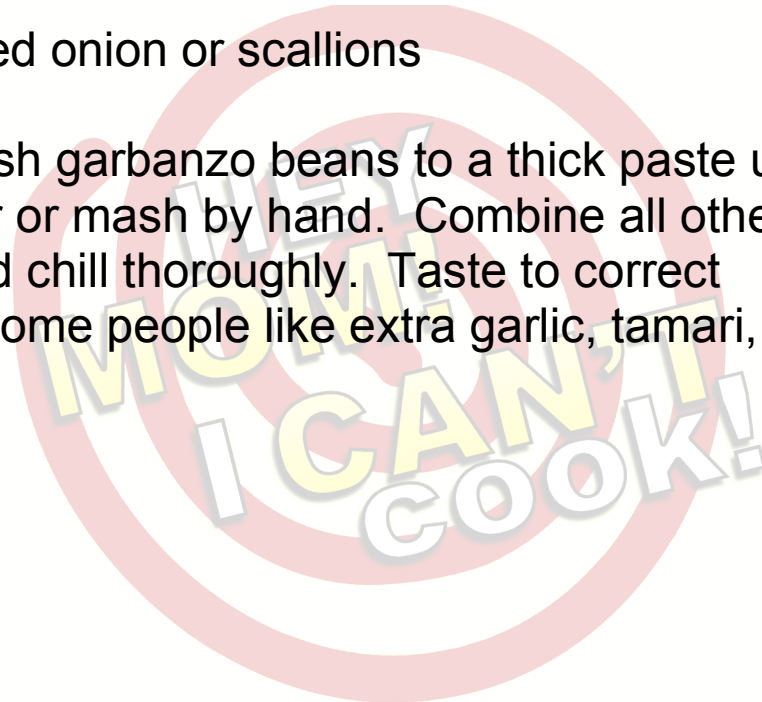 ed onion or scallions
sh garbanzo beans to a thick paste u
r or mash by hand.  Combine all othe
d chill thoroughly.  Taste to correct
ome people like extra garlic, tamari,
HEY
MOM!
I CAN'T
COOK!